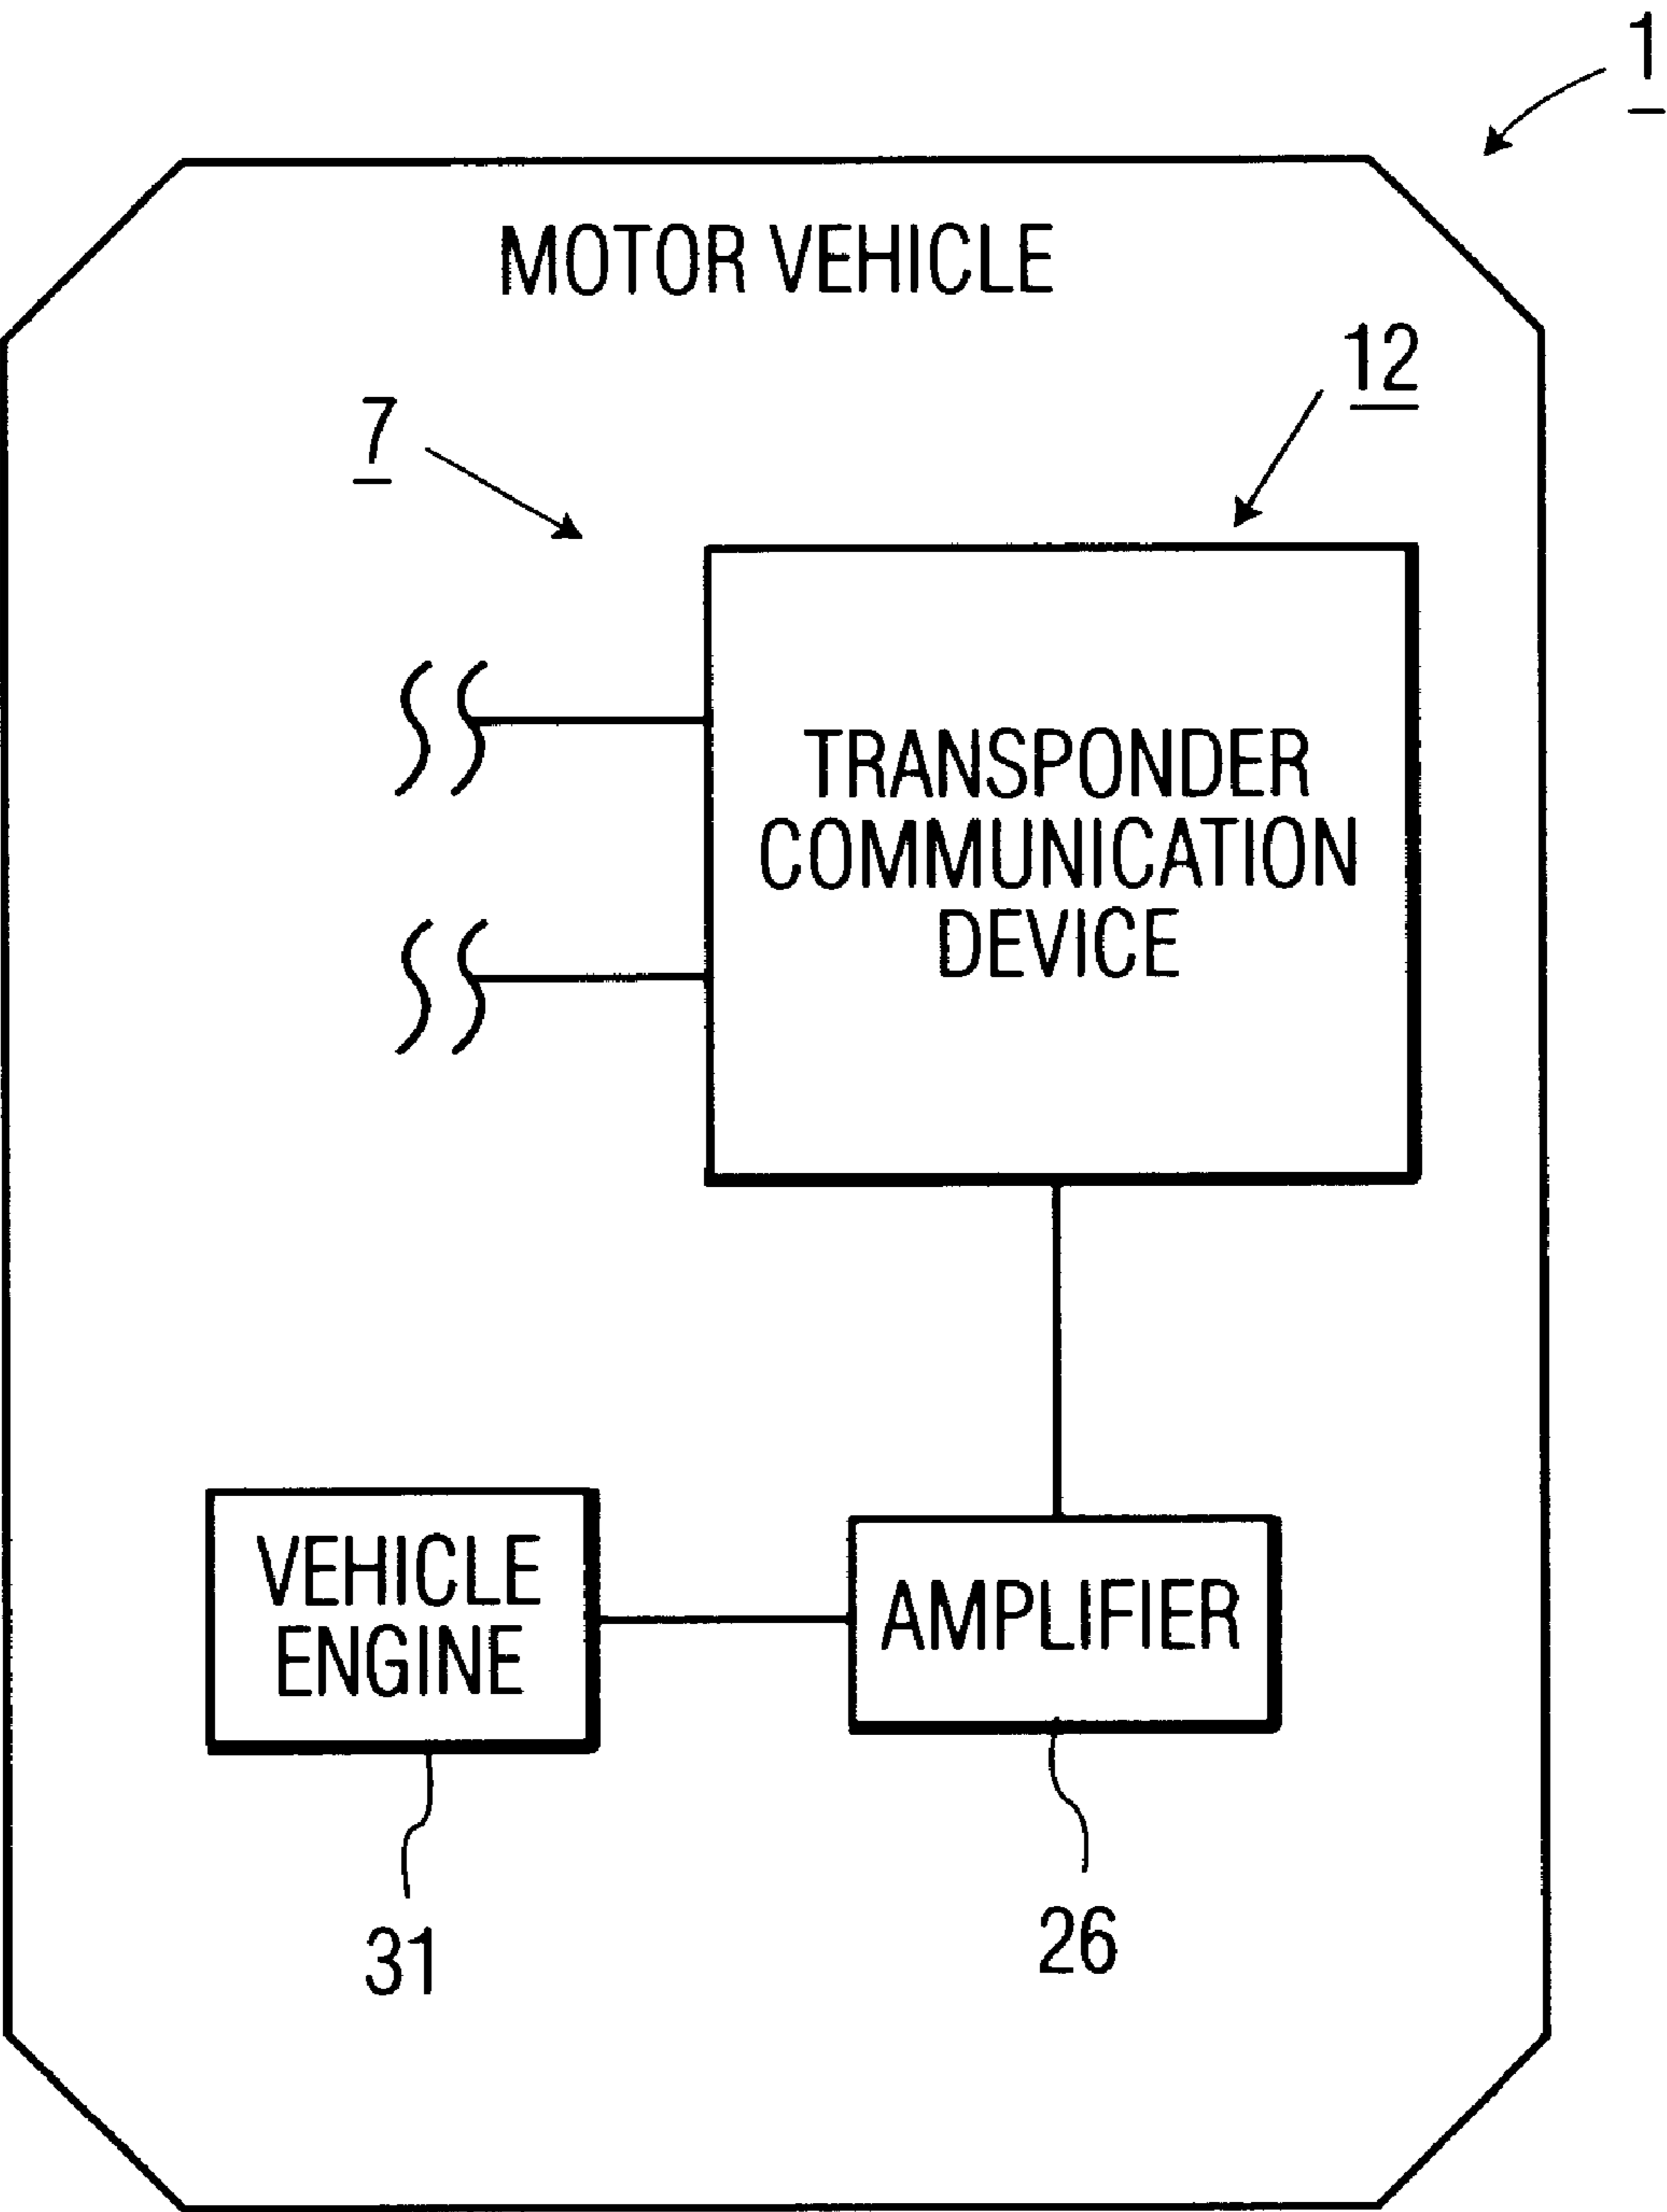 1
MOTOR VEHICLE
12
7
TRANSPONDER
COMMUNICATION
DEVICE
VEHICLE
ENGINE
AMPLIFIER
31
26